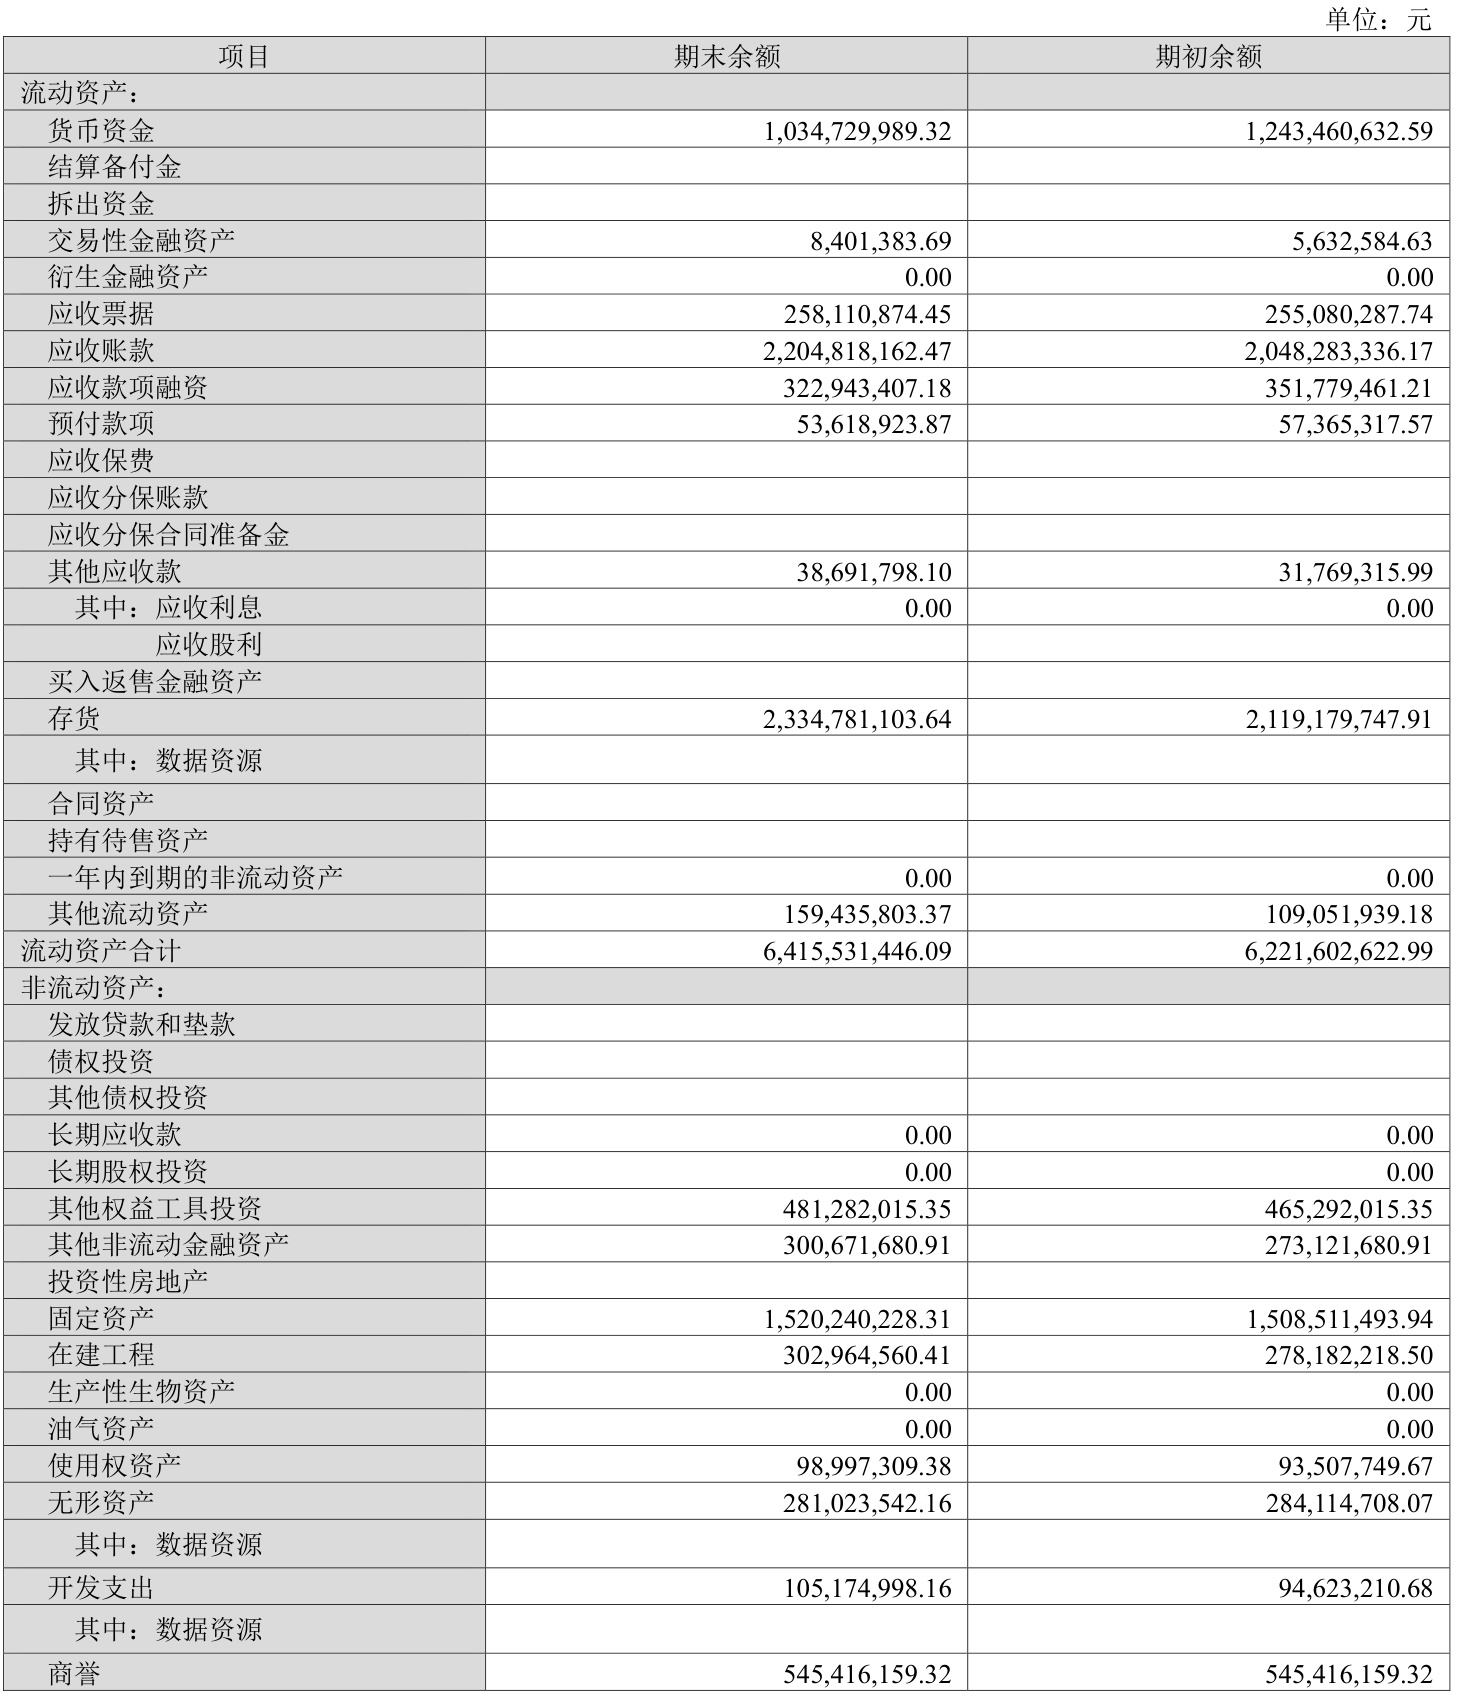 单位：元
项目 期末余额 期初余额
流动资产：
货币资金 1,034,729,989.32 1,243,460,632.59
结算备付金
拆出资金
交易性金融资产 8,401,383.69 5,632,584.63
衍生金融资产 0.00 0.00
应收票据 258,110,874.45 255,080,287.74
应收账款 2,204,818,162.47 2,048,283,336.17
应收款项融资 322,943,407.18 351,779,461.21
预付款项 53,618,923.87 57,365,317.57
应收保费
应收分保账款
应收分保合同准备金
其他应收款 38,691,798.10 31,769,315.99
其中：应收利息 0.00 0.00
应收股利
买入返售金融资产
存货 2,334,781,103.64 2,119,179,747.91
其中：数据资源
合同资产
持有待售资产
一年内到期的非流动资产 0.00 0.00
其他流动资产 159,435,803.37 109,051,939.18
流动资产合计 6,415,531,446.09 6,221,602,622.99
非流动资产：
发放贷款和垫款
债权投资
其他债权投资
长期应收款 0.00 0.00
长期股权投资 0.00 0.00
其他权益工具投资 481,282,015.35 465,292,015.35
其他非流动金融资产 300,671,680.91 273,121,680.91
投资性房地产
固定资产 1,520,240,228.31 1,508,511,493.94
在建工程 302,964,560.41 278,182,218.50
生产性生物资产 0.00 0.00
油气资产 0.00 0.00
使用权资产 98,997,309.38 93,507,749.67
无形资产 281,023,542.16 284,114,708.07
其中：数据资源
开发支出 105,174,998.16 94,623,210.68
其中：数据资源
商誉 545,416,159.32 545,416,159.32